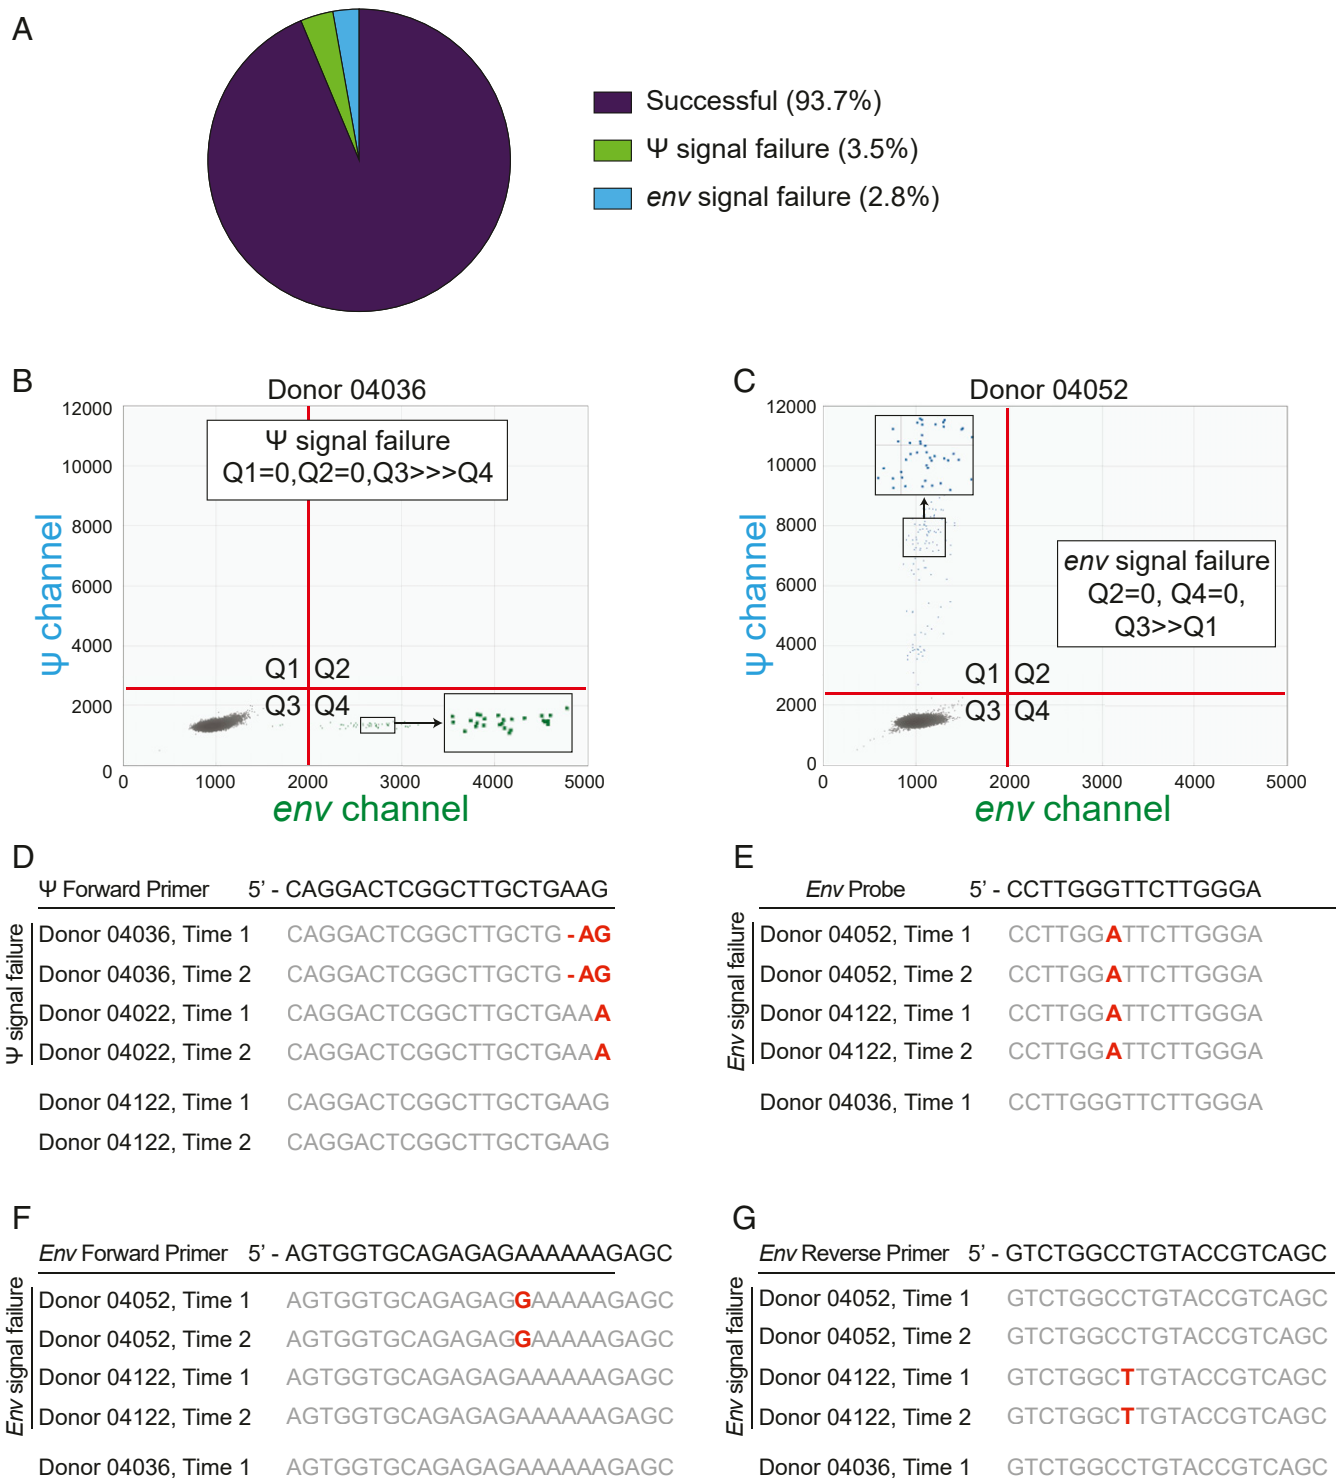 A
Successful (93.7%)
Ψ signal failure (3.5%)
env signal failure (2.8%)
B
Donor 04036
12000
10000
8000
6000
4000
2000
0
Ψ channel
Ψ signal failure
Q1=0,Q2=0,Q3>>>Q4
Q1 Q2
Q3 Q4
0 1000 2000 3000 4000 5000
env channel
C
Donor 04052
12000
10000
8000
6000
4000
2000
0
Ψ channel
env signal failure
Q2=0, Q4=0,
Q3>>Q1
Q1 Q2
Q3 Q4
0 1000 2000 3000 4000 5000
env channel
D
Ψ Forward Primer 5’ - CAGGACTCGGCTTGCTGAAG
Ψ signal failure
Donor 04036, Time 1 CAGGACTCGGCTTGCTG-AG
Donor 04036, Time 2 CAGGACTCGGCTTGCTG-AG
Donor 04022, Time 1 CAGGACTCGGCTTGCTGAAA
Donor 04022, Time 2 CAGGACTCGGCTTGCTGAAA
Donor 04122, Time 1 CAGGACTCGGCTTGCTGAAG
Donor 04122, Time 2 CAGGACTCGGCTTGCTGAAG
E
Env Probe 5’ - CCTTGGGTTCTTGGGA
Env signal failure
Donor 04052, Time 1 CCTTGGATTCTTGGGA
Donor 04052, Time 2 CCTTGGATTCTTGGGA
Donor 04122, Time 1 CCTTGGATTCTTGGGA
Donor 04122, Time 2 CCTTGGATTCTTGGGA
Donor 04036, Time 1 CCTTGGGTTCTTGGGA
F
Env Forward Primer 5’ - AGTGGTGCAGAGAGAAAAAAGAGC
Env signal failure
Donor 04052, Time 1 AGTGGTGCAGAGAGGAAAAAGAGC
Donor 04052, Time 2 AGTGGTGCAGAGAGGAAAAAGAGC
Donor 04122, Time 1 AGTGGTGCAGAGAGAAAAAAGAGC
Donor 04122, Time 2 AGTGGTGCAGAGAGAAAAAAGAGC
Donor 04036, Time 1 AGTGGTGCAGAGAGAAAAAAGAGC
G
Env Reverse Primer 5’ - GTCTGGCCTGTACCGTCAGC
Env signal failure
Donor 04052, Time 1 GTCTGGCCTGTACCGTCAGC
Donor 04052, Time 2 GTCTGGCCTGTACCGTCAGC
Donor 04122, Time 1 GTCTGGCTTGTACCGTCAGC
Donor 04122, Time 2 GTCTGGCTTGTACCGTCAGC
Donor 04036, Time 1 GTCTGGCCTGTACCGTCAGC